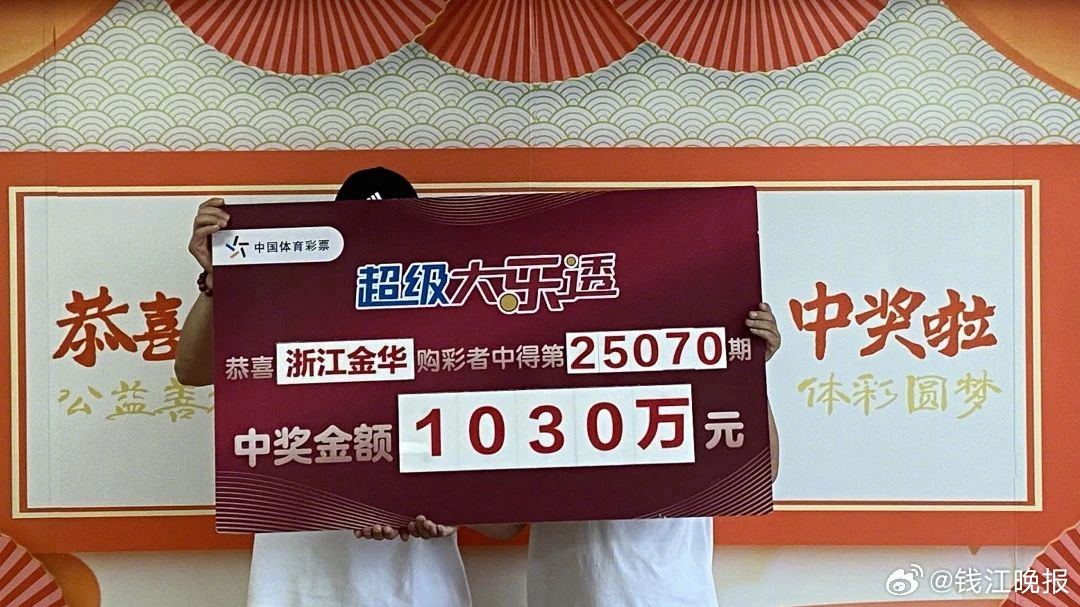 中国体育彩票
超级大乐透
恭喜 浙江金华 购彩者中得第 25070 期
中奖金额 1030万 元
恭喜
公益善
中奖啦
体彩圆梦
@钱江晚报